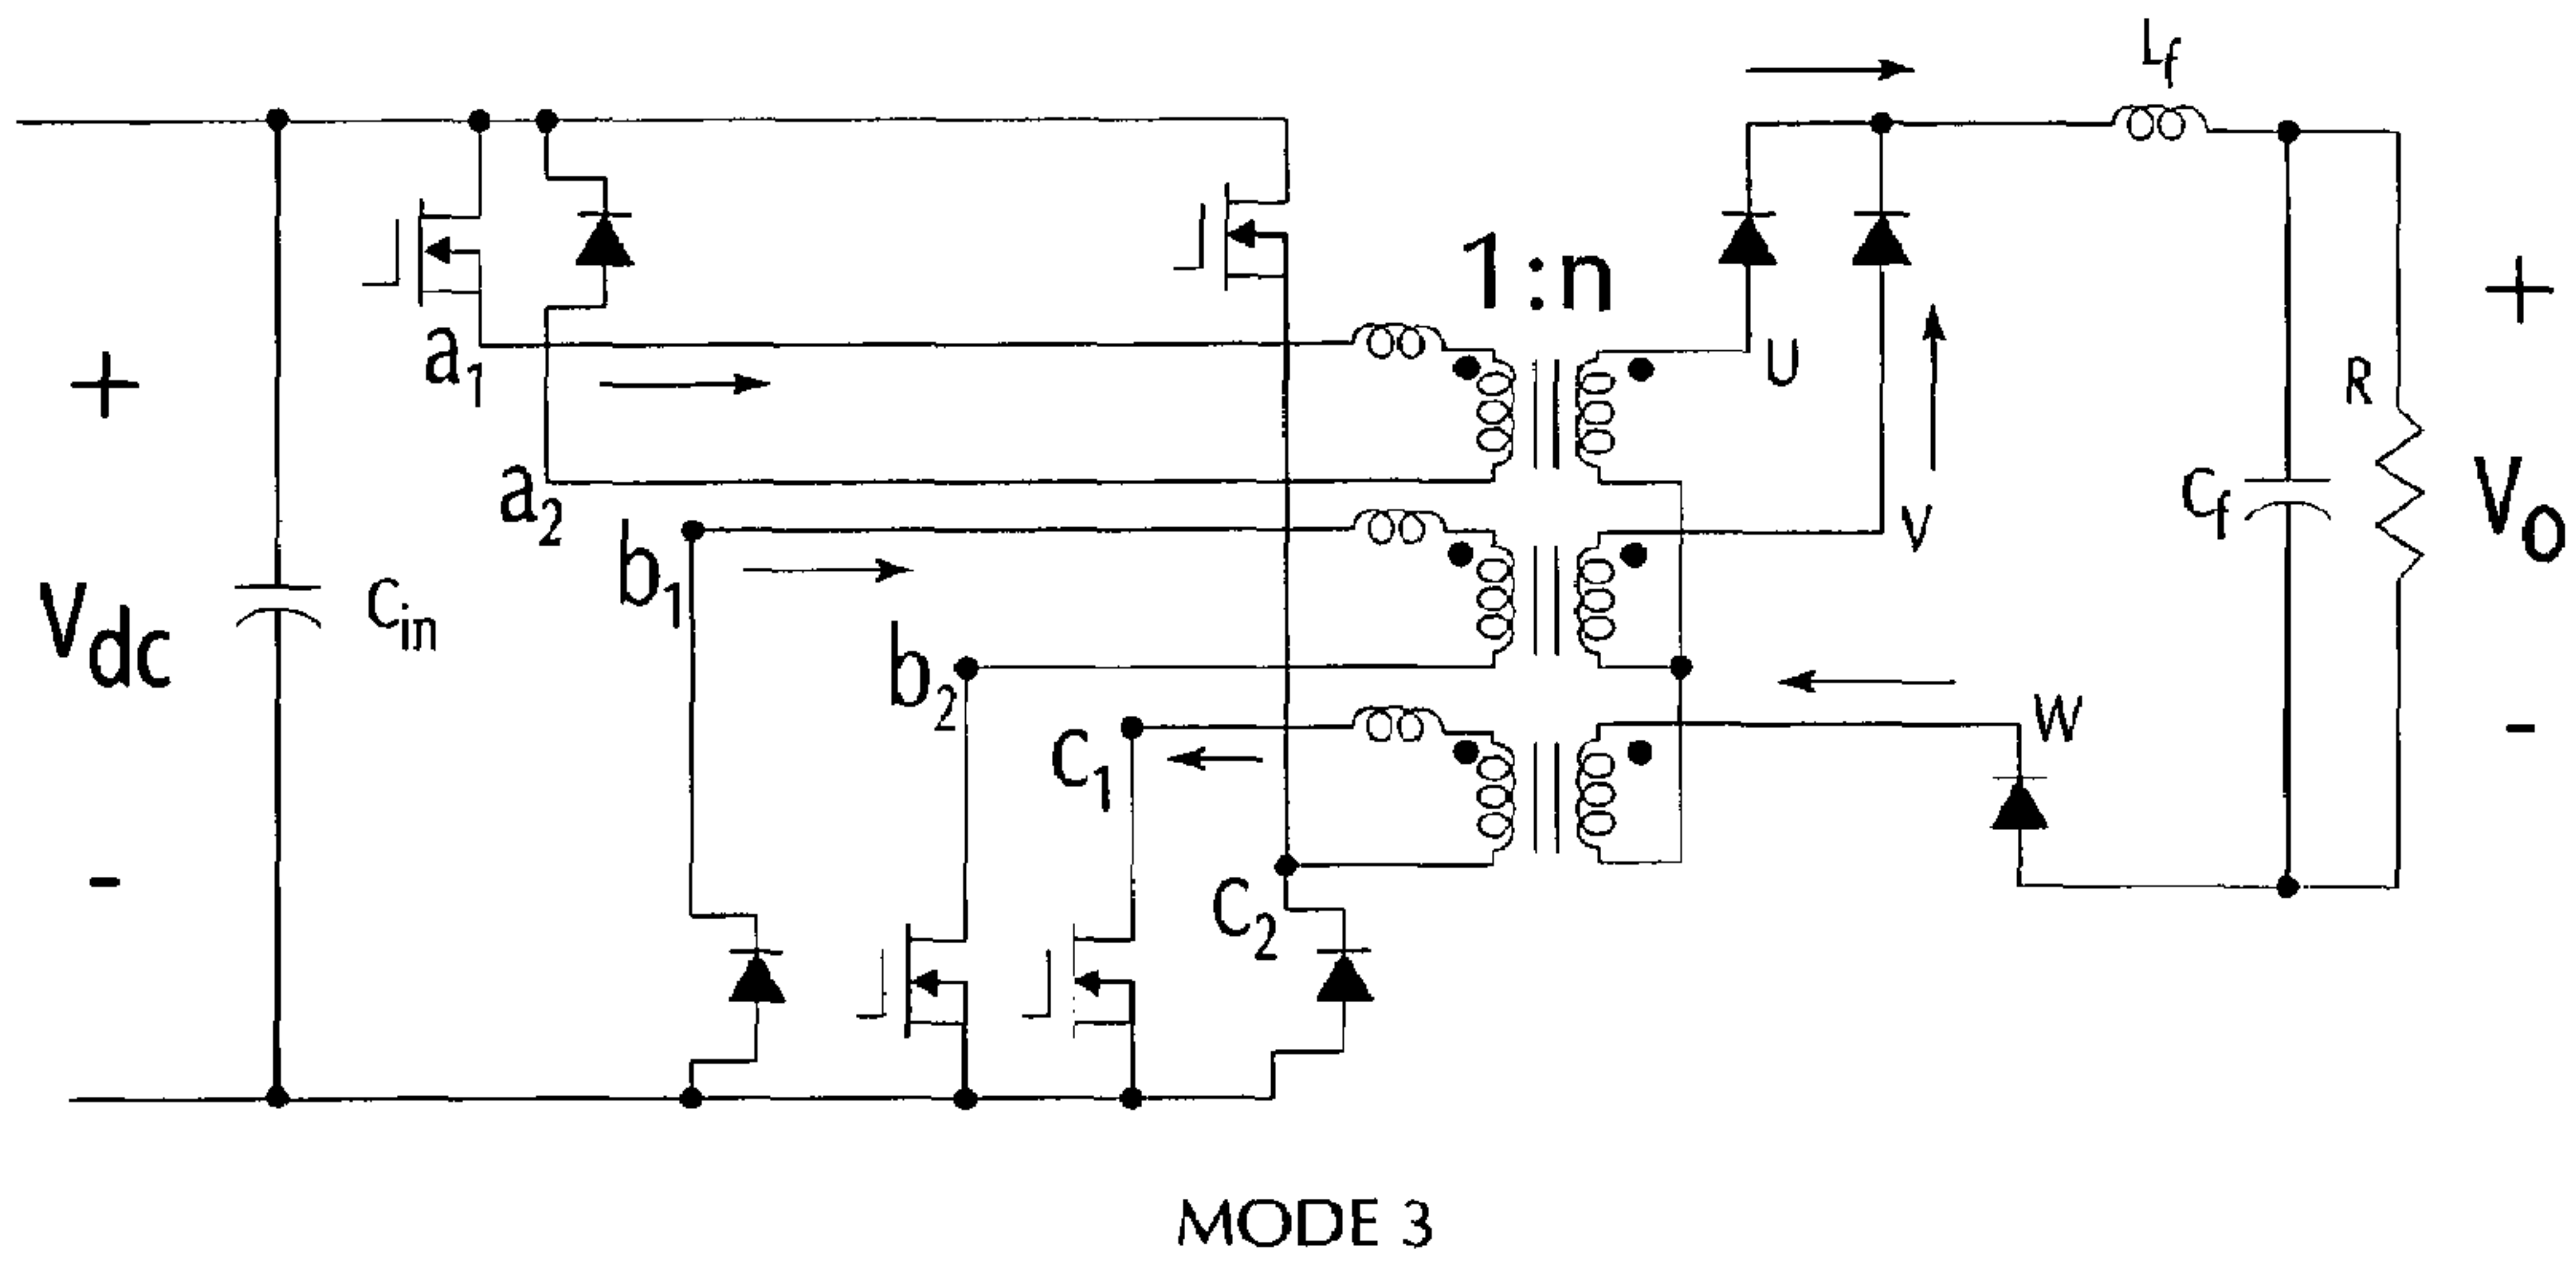 Lf
1:n
+
a1
U
R
+
Vdc
Cin
a2
b1
V
Cf
Vo
b2
W
C1
-
C2
-
MODE 3